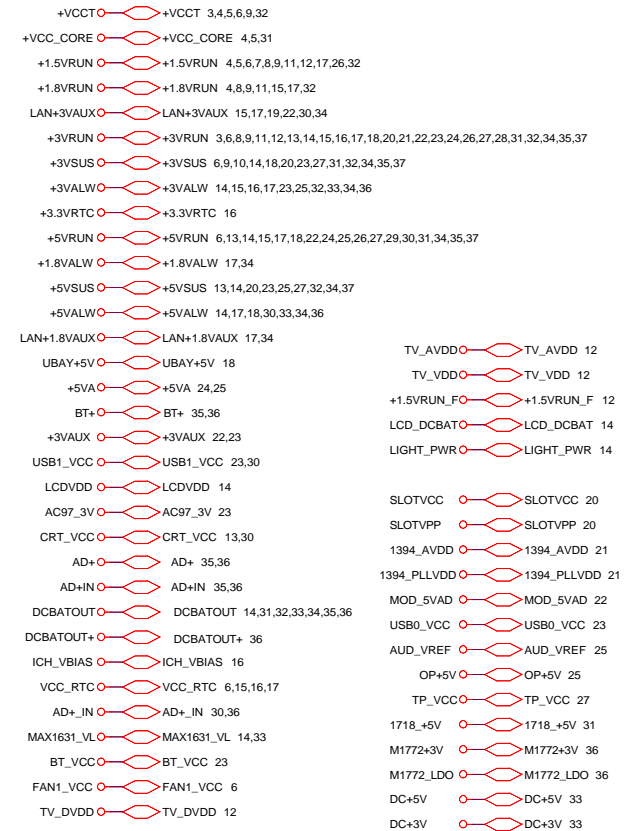 +VCCT +VCCT 3,4,5,6,9,32
+VCC_CORE +VCC_CORE 4,5,31
+1.5VRUN +1.5VRUN 4,5,6,7,8,9,11,12,17,26,32
+1.8VRUN +1.8VRUN 4,8,9,11,15,17,32
LAN+3VAUX LAN+3VAUX 15,17,19,22,30,34
+3VRUN +3VRUN 3,6,8,9,11,12,13,14,15,16,17,18,20,21,22,23,24,26,27,28,31,32,34,35,37
+3VSUS +3VSUS 6,9,10,14,18,20,23,27,31,32,34,35,37
+3VALW +3VALW 14,15,16,17,23,25,32,33,34,36
+3.3VRTC +3.3VRTC 16
+5VRUN +5VRUN 6,13,14,15,17,18,22,24,25,26,27,29,30,31,34,35,37
+1.8VALW +1.8VALW 17,34
+5VSUS +5VSUS 13,14,20,23,25,27,32,34,37
+5VALW +5VALW 14,17,18,30,33,34,36
LAN+1.8VAUX LAN+1.8VAUX 17,34
UBAY+5V UBAY+5V 18
+5VA +5VA 24,25
BT+ BT+ 35,36
+3VAUX +3VAUX 22,23
USB1_VCC USB1_VCC 23,30
LCDVDD LCDVDD 14
AC97_3V AC97_3V 23
CRT_VCC CRT_VCC 13,30
AD+ AD+ 35,36
AD+IN AD+IN 35,36
DCBATOUT DCBATOUT 14,31,32,33,34,35,36
DCBATOUT+ DCBATOUT+ 36
ICH_VBIAS ICH_VBIAS 16
VCC_RTC VCC_RTC 6,15,16,17
AD+_IN AD+_IN 30,36
MAX1631_VL MAX1631_VL 14,33
BT_VCC BT_VCC 23
FAN1_VCC FAN1_VCC 6
TV_DVDD TV_DVDD 12
TV_AVDD TV_AVDD 12
TV_VDD TV_VDD 12
+1.5VRUN_F +1.5VRUN_F 12
LCD_DCBAT LCD_DCBAT 14
LIGHT_PWR LIGHT_PWR 14
SLOTVCC SLOTVCC 20
SLOTVPP SLOTVPP 20
1394_AVDD 1394_AVDD 21
1394_PLLVDD 1394_PLLVDD 21
MOD_5VAD MOD_5VAD 22
USB0_VCC USB0_VCC 23
AUD_VREF AUD_VREF 25
OP+5V OP+5V 25
TP_VCC TP_VCC 27
1718_+5V 1718_+5V 31
M1772+3V M1772+3V 36
M1772_LDO M1772_LDO 36
DC+5V DC+5V 33
DC+3V DC+3V 33